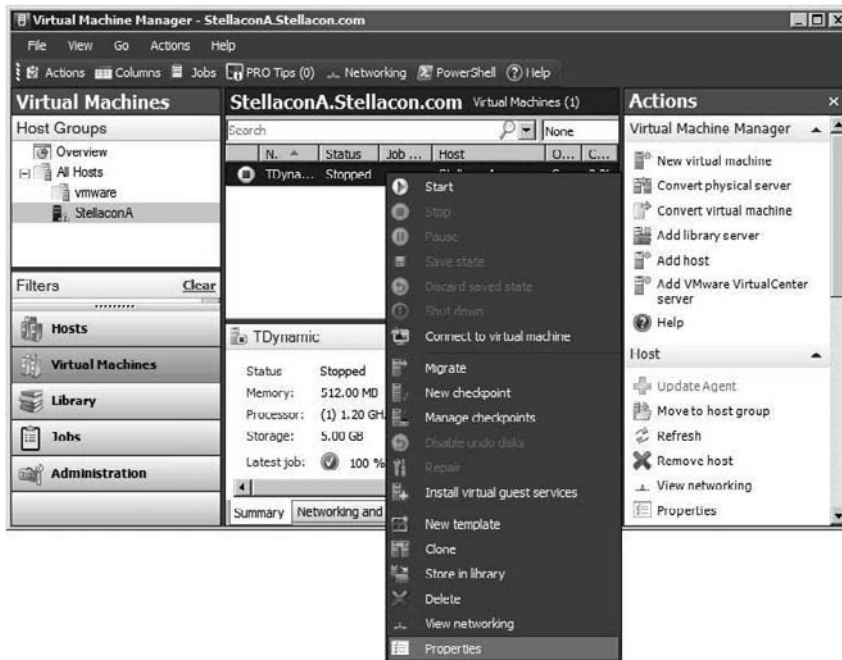 Virtual Machine Manager - StellaconA.Stellacon.com
File View Go Actions Help
Actions Columns Jobs PRO Tips (0) Networking PowerShell Help
Virtual Machines
Host Groups
Overview
All Hosts
vmware
StellaconA
Filters Clear
Hosts
Virtual Machines
Library
Jobs
Administration
StellaconA.Stellacon.com Virtual Machines (1)
Search None
N... Status Job ... Host O... C...
TDyna... Stopped
TDynamic
Status Stopped
Memory: 512.00 MB
Processor: (1) 1.20 GH
Storage: 5.00 GB
Latest job: 100 %
Summary Networking and
Start
Stop
Pause
Save state
Discard saved state
Shut down
Connect to virtual machine
Migrate
New checkpoint
Manage checkpoints
Disable undo disks
Repair
Install virtual guest services
New template
Clone
Store in library
Delete
View networking
Properties
Actions
Virtual Machine Manager
New virtual machine
Convert physical server
Convert virtual machine
Add library server
Add host
Add VMware VirtualCenter
server
Help
Host
Update Agent
Move to host group
Refresh
Remove host
View networking
Properties